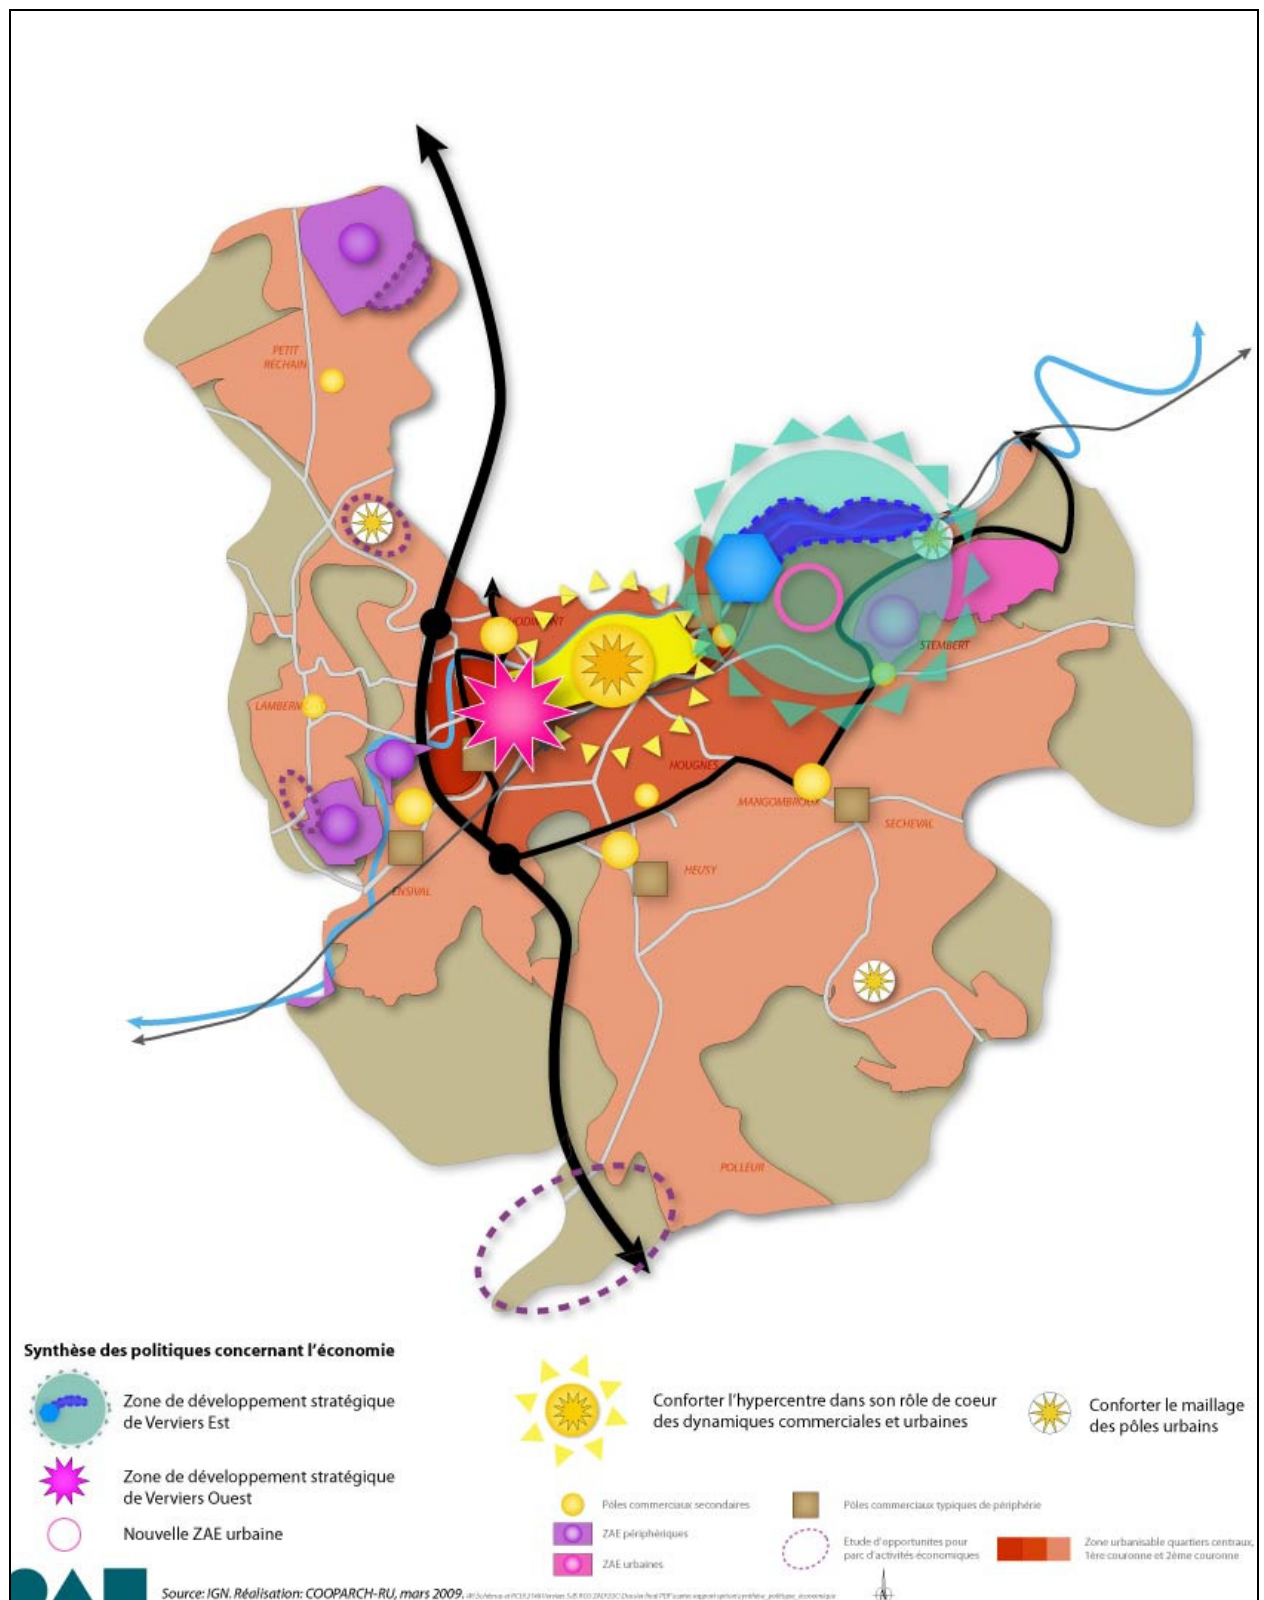 PETIT
RECHAIN
HODIMONT
STEMBERT
LAMBERMONT
HOUGNES
MANGOMBROUX
SECHEVAL
HEUSY
ENSIVAL
POLLEUR
Synthèse des politiques concernant l'économie
Zone de développement stratégique
de Verviers Est
Conforter l'hypercentre dans son rôle de coeur
des dynamiques commerciales et urbaines
Conforter le maillage
des pôles urbains
Zone de développement stratégique
de Verviers Ouest
Nouvelle ZAE urbaine
Pôles commerciaux secondaires
ZAE périphériques
ZAE urbaines
Pôles commerciaux typiques de périphérie
Etude d'opportunites pour
parc d'activités économiques
Zone urbanisable quartiers centraux,
1ère couronne et 2ème couronne
Source: IGN. Réalisation: COOPARCH-RU, mars 2009.